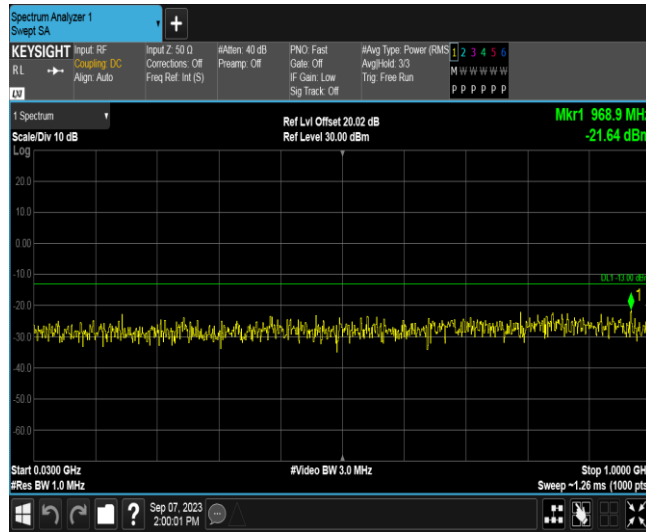 Spectrum Analyzer 1
Swept SA
+
KEYSIGHT
RL
LXI
Input: RF
Coupling: DC
Align: Auto
Input Z: 50 Ω
Corrections: Off
Freq Ref: Int (S)
#Atten: 40 dB
Preamp: Off
PNO: Fast
Gate: Off
IF Gain: Low
Sig Track: Off
#Avg Type: Power (RMS
Avg|Hold: 3/3
Trig: Free Run
1 2 3 4 5 6
M W W W W W
P P P P P P
1 Spectrum
Scale/Div 10 dB
Log
Ref Lvl Offset 20.02 dB
Ref Level 30.00 dBm
Mkr1 968.9 MHz
-21.64 dBm
20.0
10.0
0.00
-10.0
DL1 -13.00 dBm
1
-20.0
-30.0
-40.0
-50.0
-60.0
Start 0.0300 GHz
#Res BW 1.0 MHz
#Video BW 3.0 MHz
Stop 1.0000 GHz
Sweep ~1.26 ms (1000 pts)
?
Sep 07, 2023
2:00:01 PM